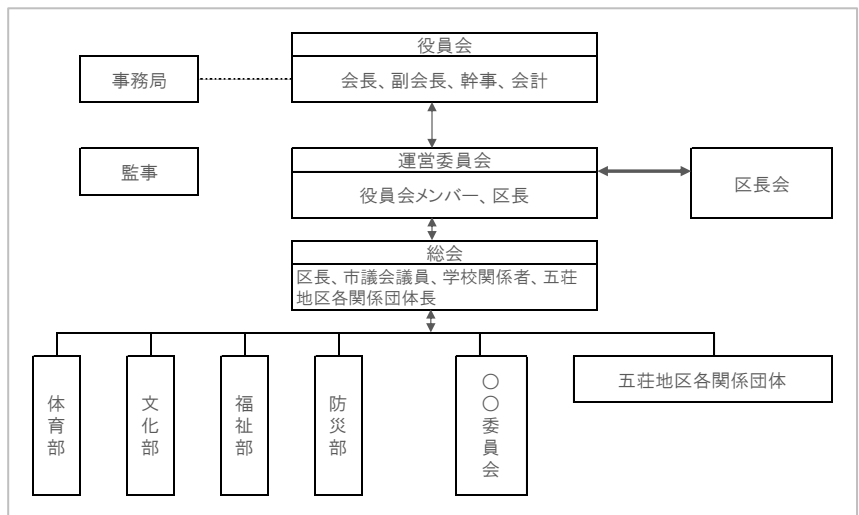 役員会
事務局
会長、副会長、幹事、会計
監事
運営委員会
役員会メンバー、区長
区長会
総会
区長、市議会議員、学校関係者、五荘
地区各関係団体長
体育部
文化部
福祉部
防災部
〇〇委員会
五荘地区各関係団体